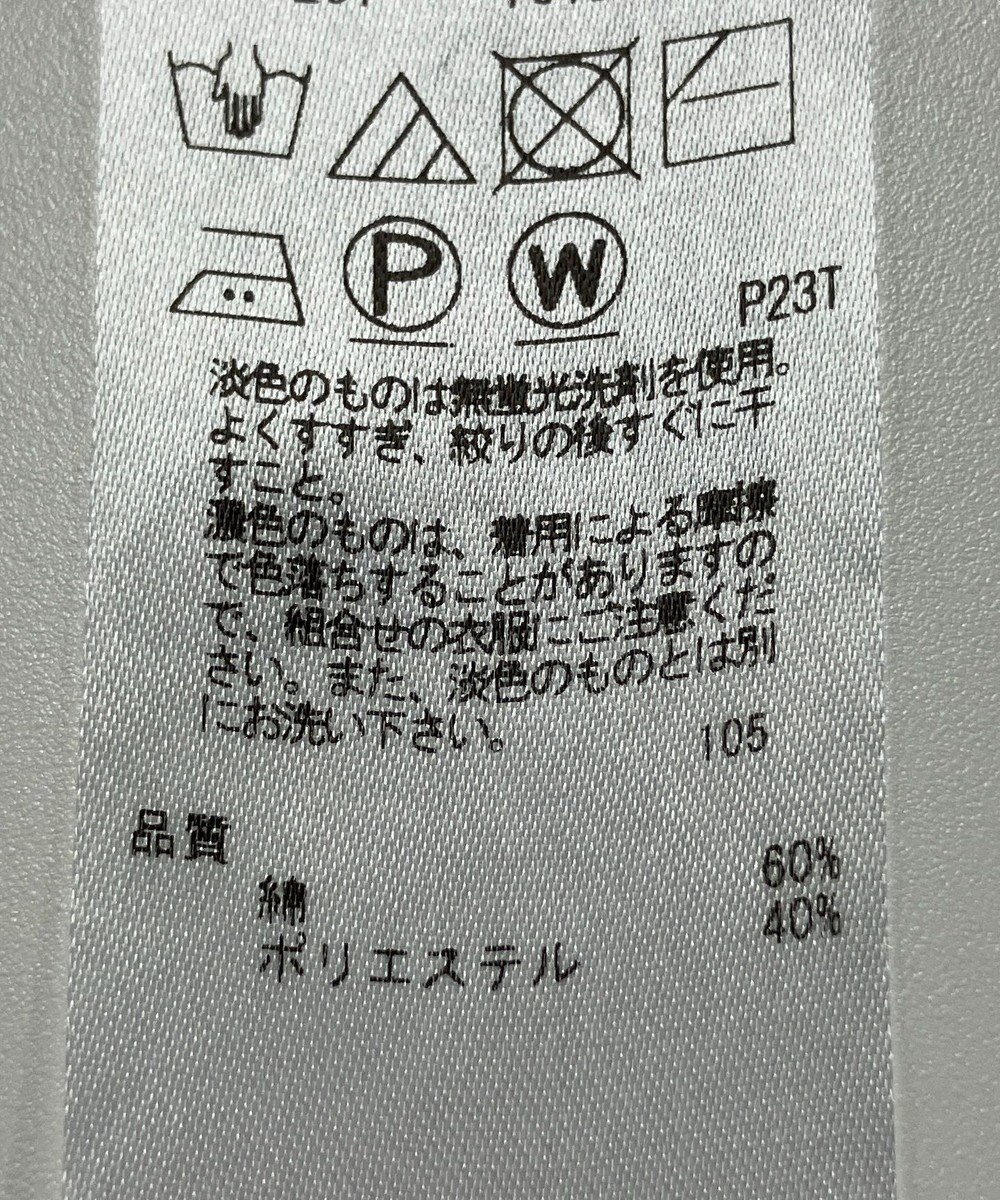 P
W
P23T
淡色のものは無蛍光洗剤を使用。
よくすすぎ、絞りの後すぐに干
すこと。
濃色のものは、着用による摩擦
で色落ちすることがありますの
で、組合せの衣服にご注意くだ
さい。また、淡色のものとは別
にお洗い下さい。
105
品質
綿 60%
ポリエステル 40%